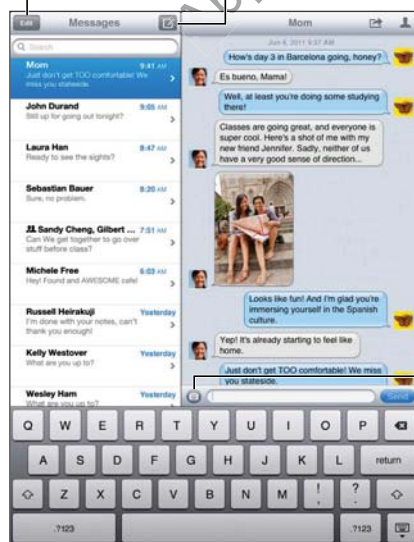 Edit
Messages
Mom
Search
Mom 9:41 AM
Just don't get TOO comfortable! We
miss you stateside.
John Durand 9:05 AM
Still up for going out tonight?
Laura Han 8:47 AM
Ready to see the sights?
Sebastian Bauer 8:20 AM
Sure, no problem.
Sandy Cheng, Gilbert ... 7:51 AM
Can We get together to go over
stuff before class?
Michele Free 6:03 AM
Hey! Found and AWESOME cafe!
Russell Heirakuji Yesterday
I'm done with your notes, can't
thank you enough!
Kelly Westover Yesterday
What are you up to?
Wesley Ham Yesterday
What are you up to?
Jun 6, 2011 9:37 AM
How's day 3 in Barcelona going, honey?
Es bueno, Mama!
Well, at least you're doing some studying
there!
Classes are going great, and everyone is
super cool. Here's a shot of me with my
new friend Jennifer. Sadly, neither of us
have a very good sense of direction...
Looks like fun! And I'm glad you're
immersing yourself in the Spanish
culture.
Yep! It's already starting to feel like
home.
Just don't get TOO comfortable! We miss
you stateside.
Send
Q W E R T Y U I O P
A S D F G H J K L return
Z X C V B N M ! , ? .
.?123 .?123